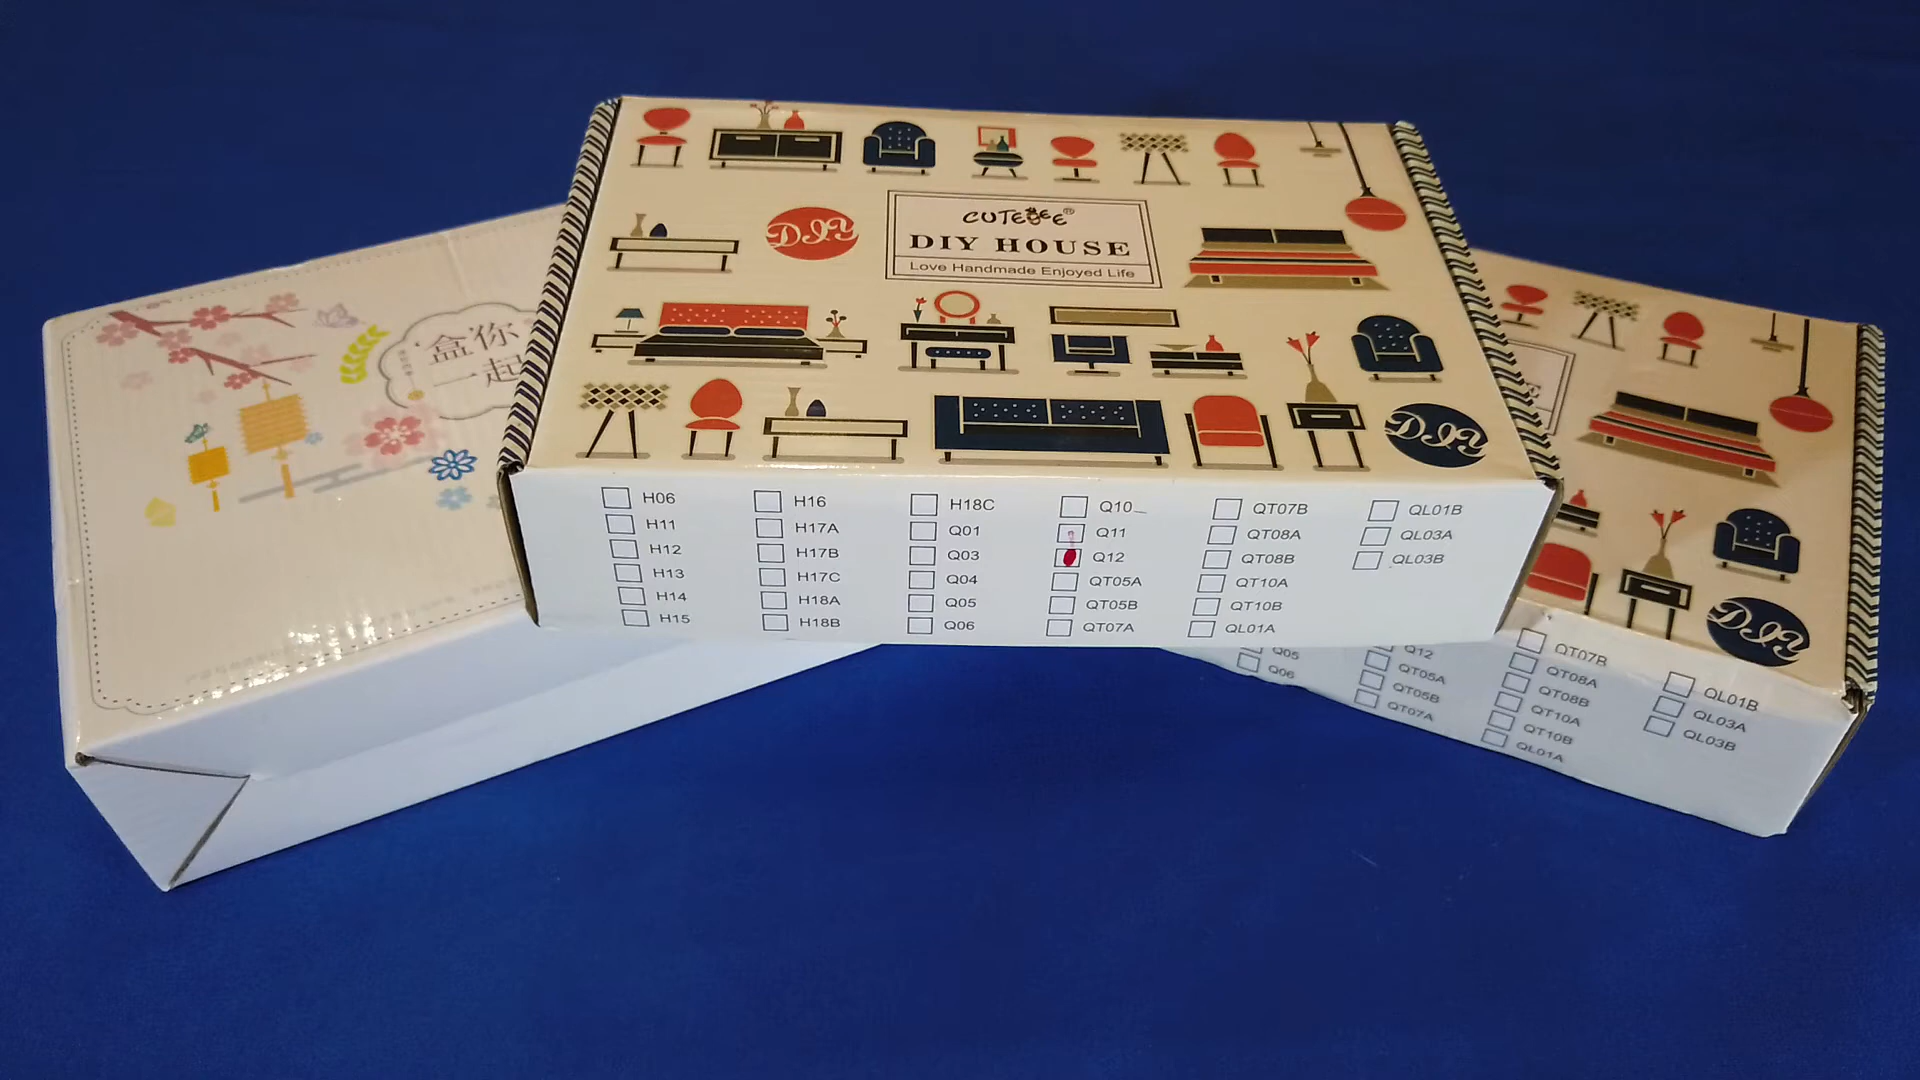 盒你
一起
DIY
CUTEBEE®
DIY HOUSE
Love Handmade Enjoyed Life
DIY
H06
H11
H12
H13
H14
H15
H16
H17A
H17B
H17C
H18A
H18B
H18C
Q01
Q03
Q04
Q05
Q06
Q10
Q11
Q12
QT05A
QT05B
QT07A
QT07B
QT08A
QT08B
QT10A
QT10B
QL01A
QL01B
QL03A
QL03B
E
DIY
Q05
Q06
Q12
QT05A
QT05B
QT07A
QT07B
QT08A
QT08B
QT10A
QT10B
QL01A
QL01B
QL03A
QL03B